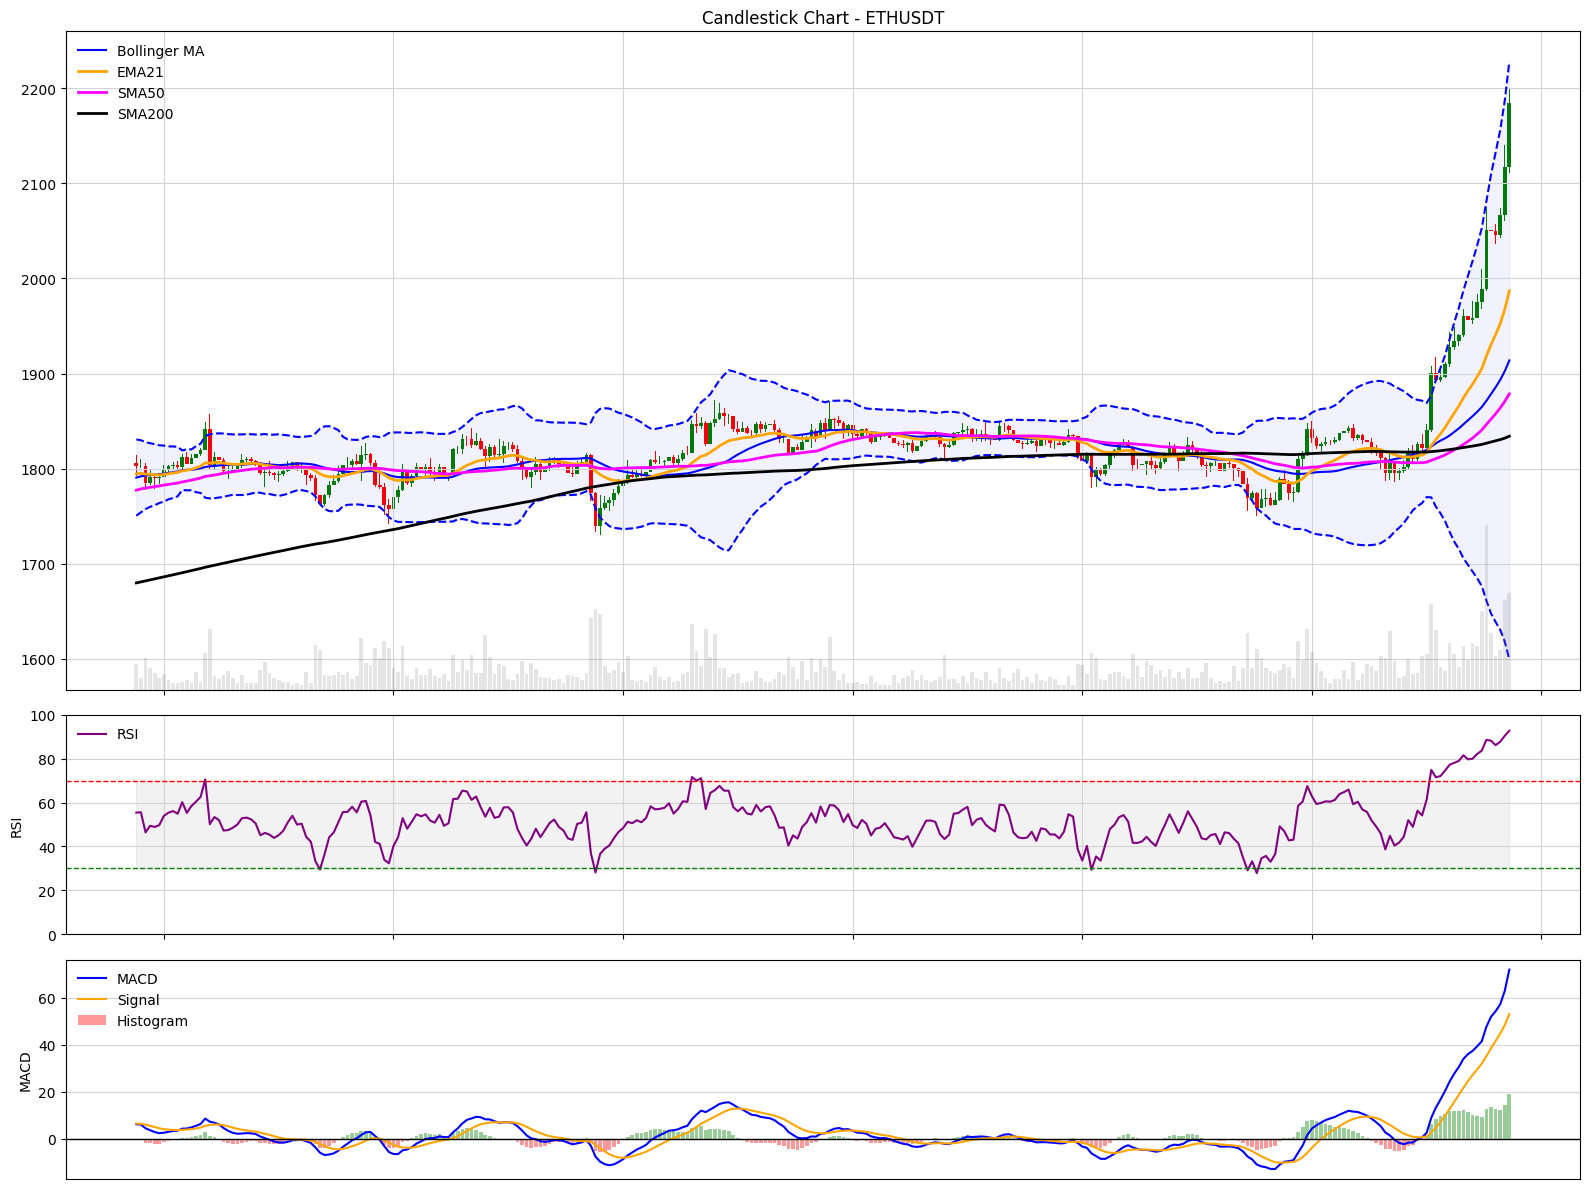 Candlestick Chart - ETHUSDT
Bollinger MA
EMA21
SMA50
SMA200
2200
2100
2000
1900
1800
1700
1600
RSI
100
80
60
40
20
0
RSI
MACD
Signal
Histogram
60
40
20
0
MACD